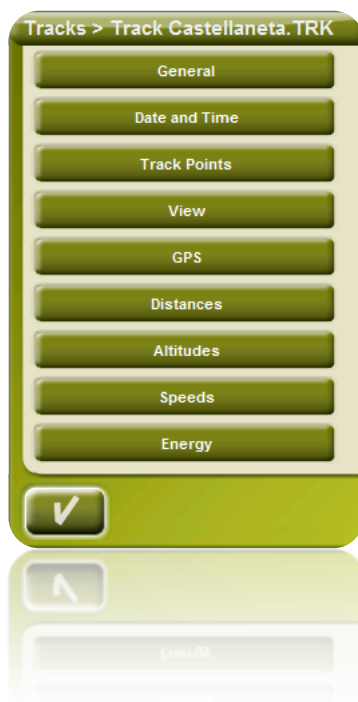 Tracks > Track Castellaneta.TRK
General
Date and Time
Track Points
View
GPS
Distances
Altitudes
Speeds
Energy